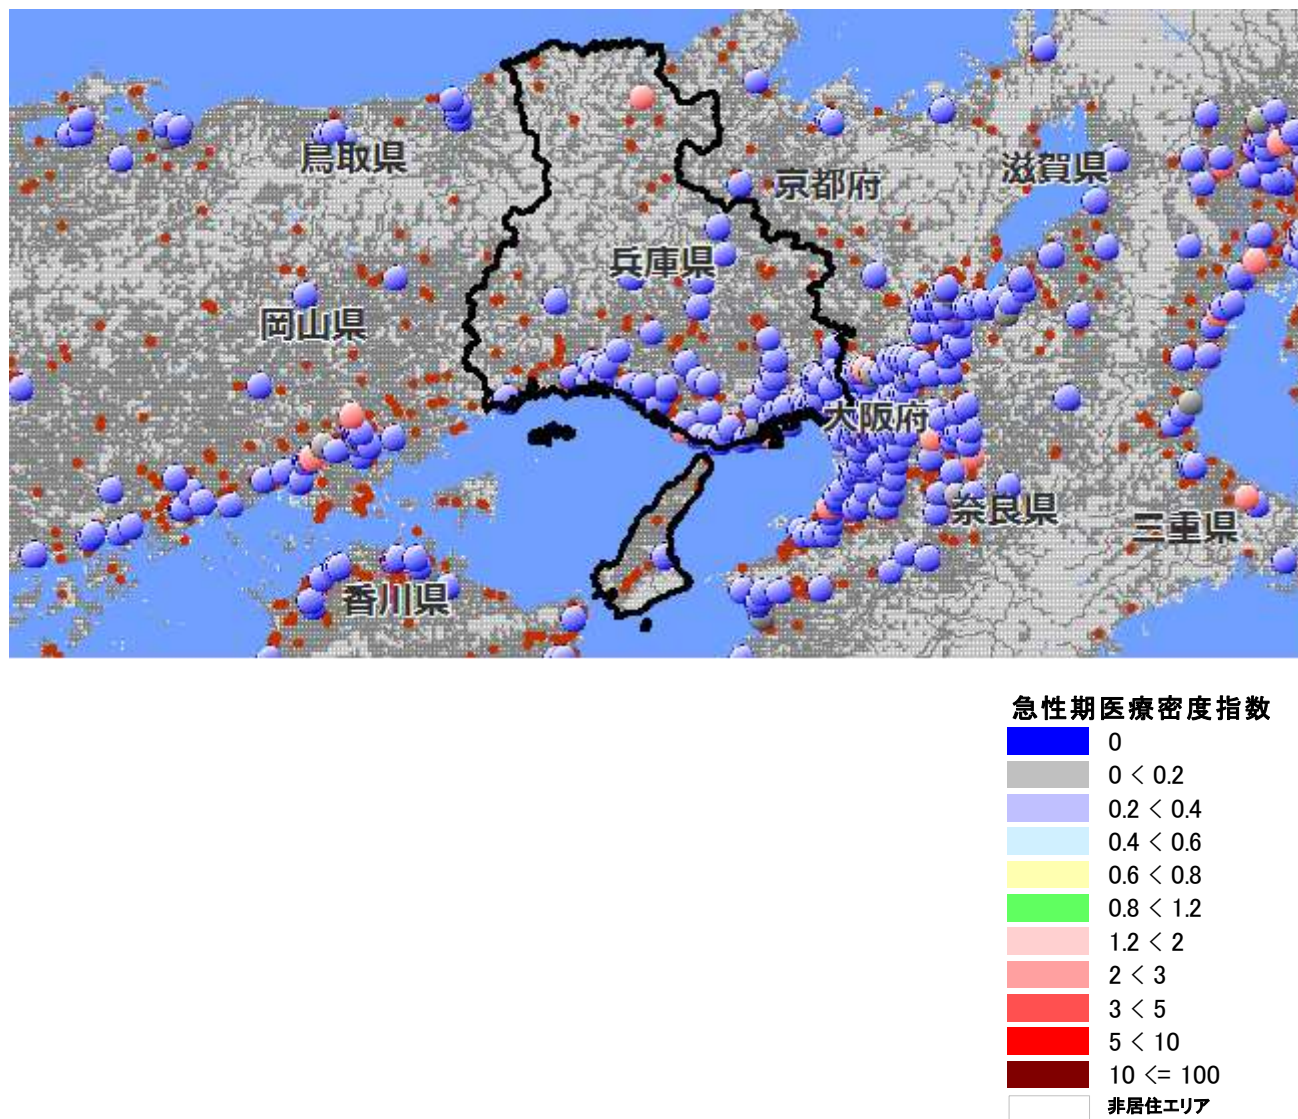 鳥取県
京都府
滋賀県
兵庫県
岡山県
大阪府
奈良県
三重県
香川県
急性期医療密度指数
0
0 < 0.2
0.2 < 0.4
0.4 < 0.6
0.6 < 0.8
0.8 < 1.2
1.2 < 2
2 < 3
3 < 5
5 < 10
10 <= 100
非居住エリア